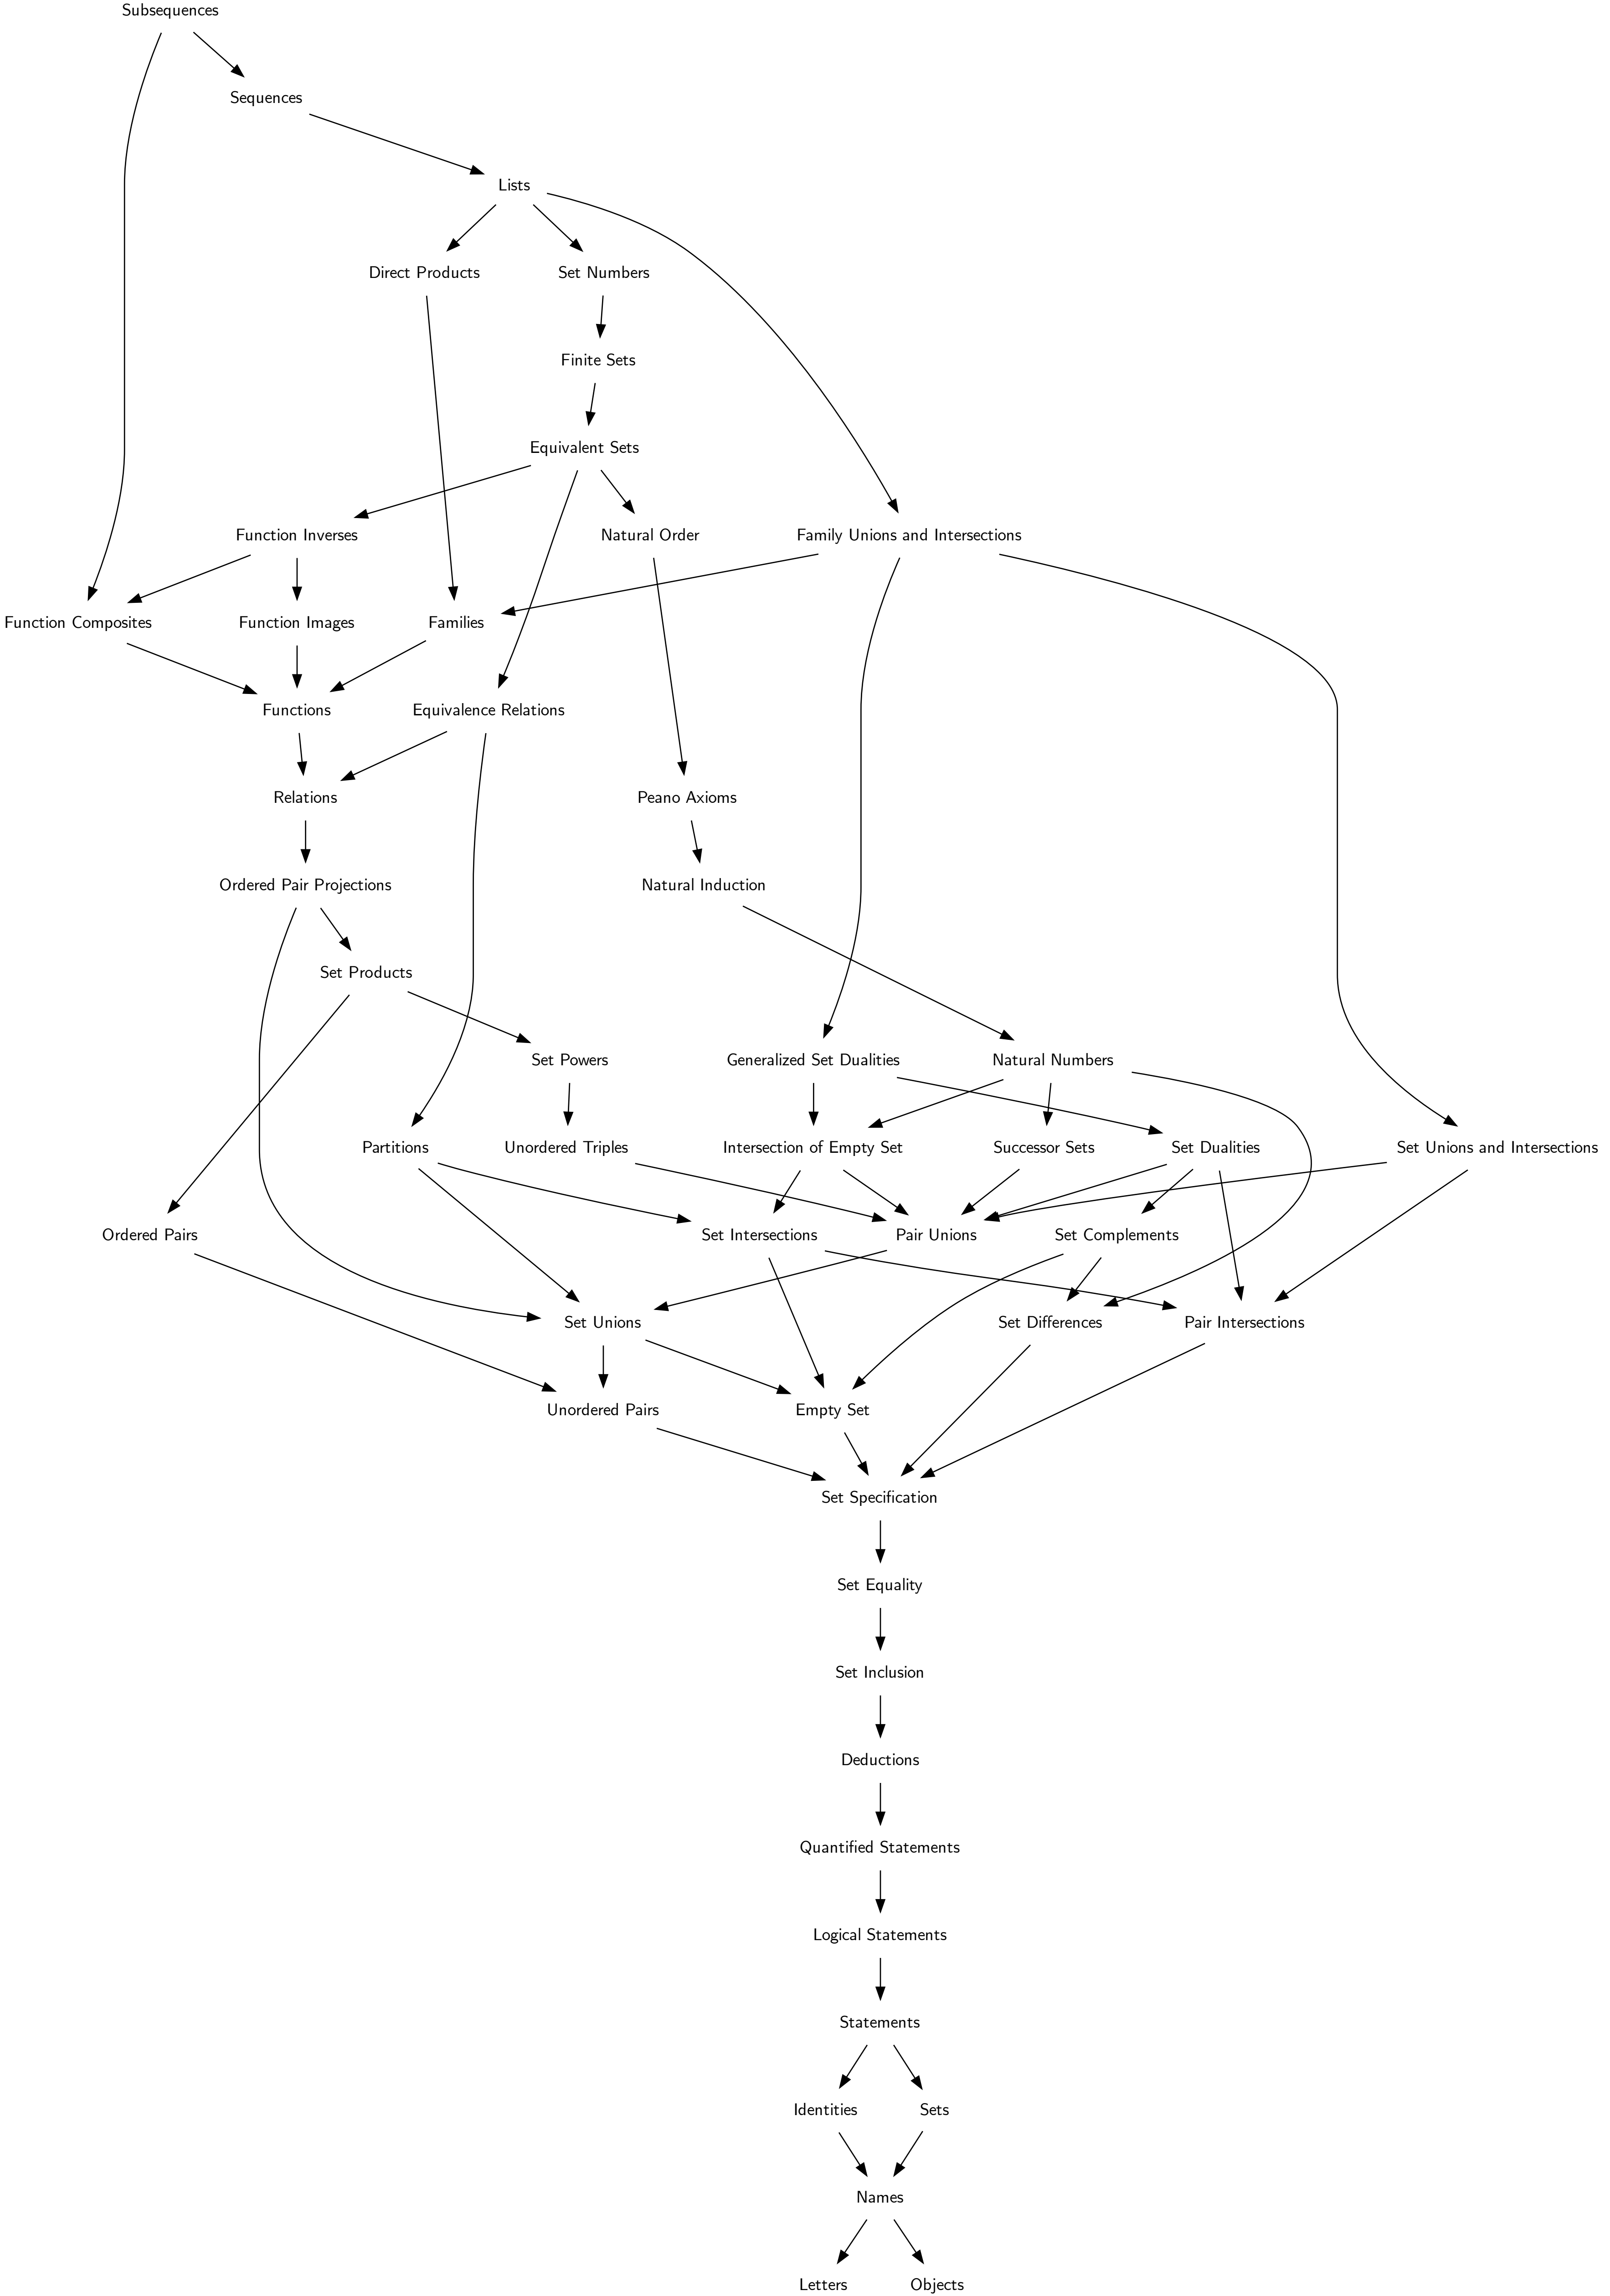 Subsequences
Sequences
Lists
Direct Products
Set Numbers
Finite Sets
Equivalent Sets
Function Inverses
Natural Order
Family Unions and Intersections
Function Composites
Function Images
Families
Functions
Equivalence Relations
Relations
Peano Axioms
Ordered Pair Projections
Natural Induction
Set Products
Set Powers
Generalized Set Dualities
Natural Numbers
Partitions
Unordered Triples
Intersection of Empty Set
Successor Sets
Set Dualities
Set Unions and Intersections
Ordered Pairs
Set Intersections
Pair Unions
Set Complements
Set Unions
Set Differences
Pair Intersections
Unordered Pairs
Empty Set
Set Specification
Set Equality
Set Inclusion
Deductions
Quantified Statements
Logical Statements
Statements
Identities
Sets
Names
Letters
Objects